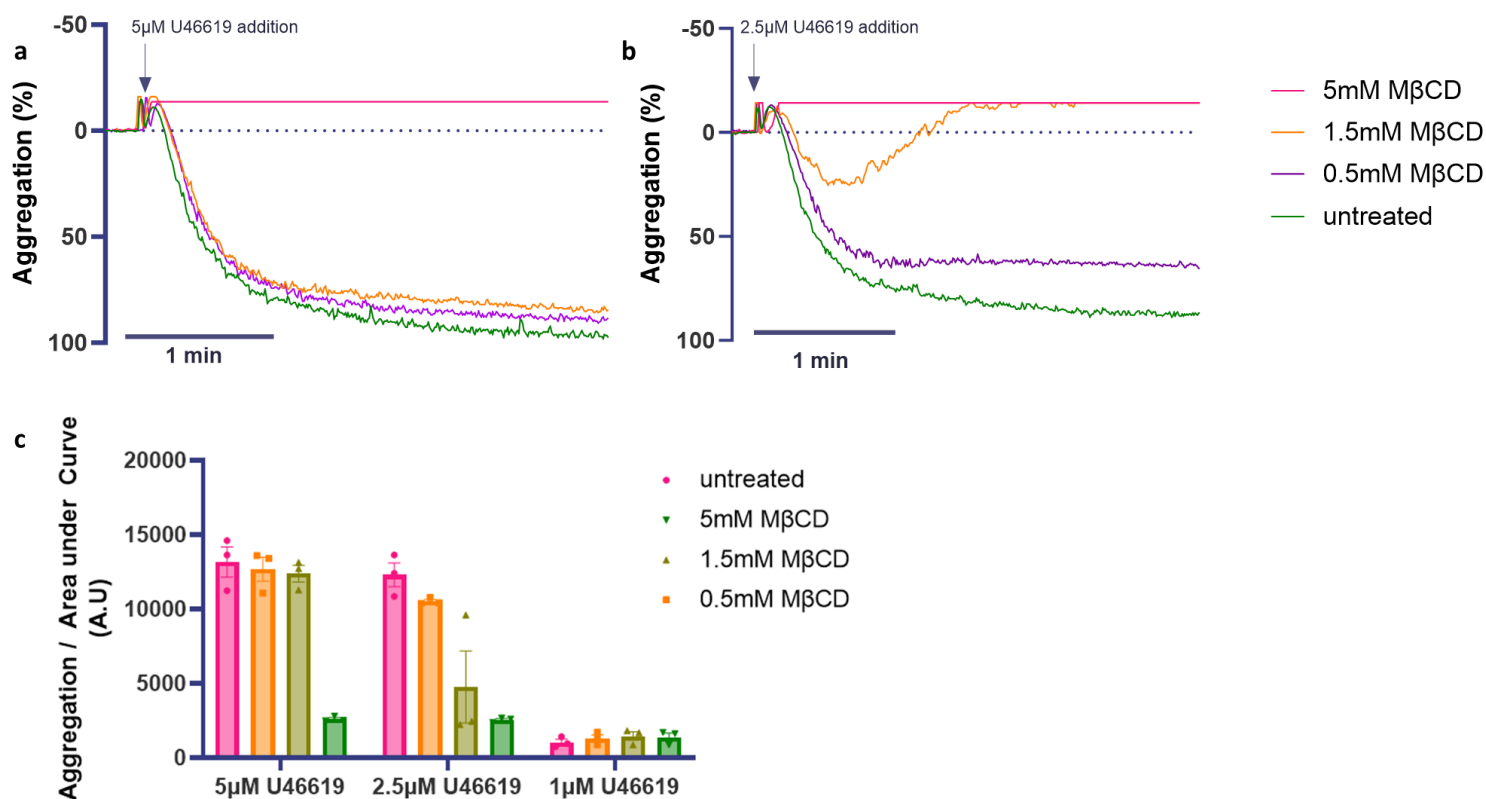 a
5µM U46619 addition
-50
0
50
100
Aggregation (%)
1 min
b
2.5µM U46619 addition
-50
0
50
100
Aggregation (%)
1 min
5mM MβCD
1.5mM MβCD
0.5mM MβCD
untreated
c
Aggregation / Area under Curve
(A.U)
20000
15000
10000
5000
0
5µM U46619
2.5µM U46619
1µM U46619
untreated
5mM MβCD
1.5mM MβCD
0.5mM MβCD